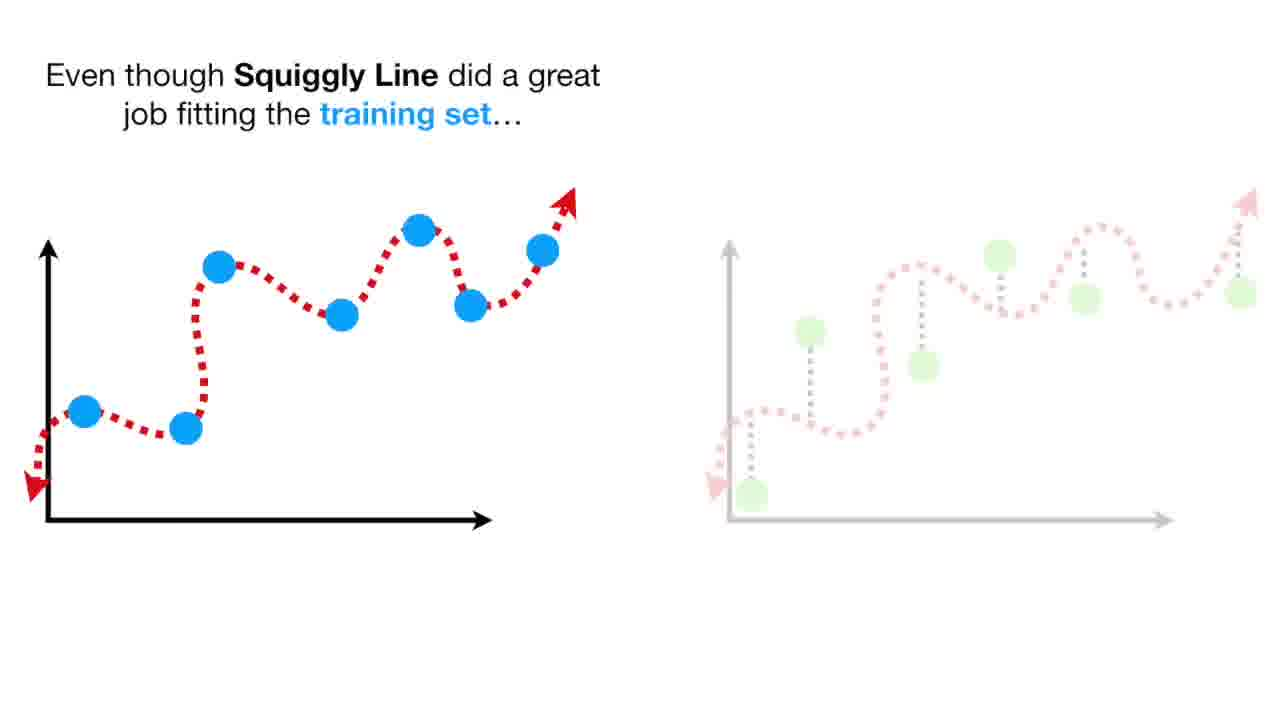 Even though Squiggly Line did a great
job fitting the training set…